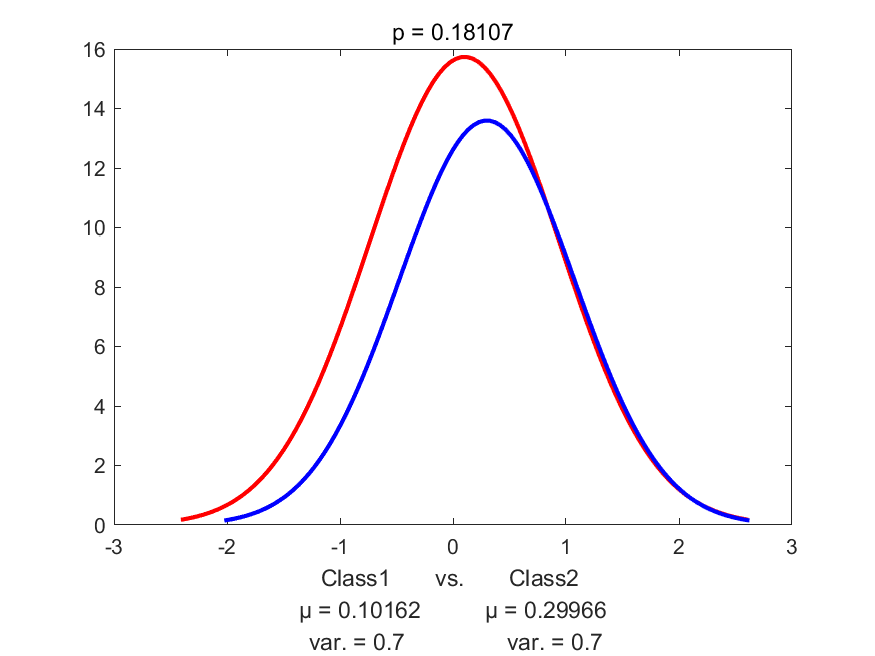 p = 0.18107
16
14
12
10
8
6
4
2
0
-3 -2 -1 0 1 2 3
Class1 vs. Class2
μ = 0.10162 μ = 0.29966
var. = 0.7 var. = 0.7